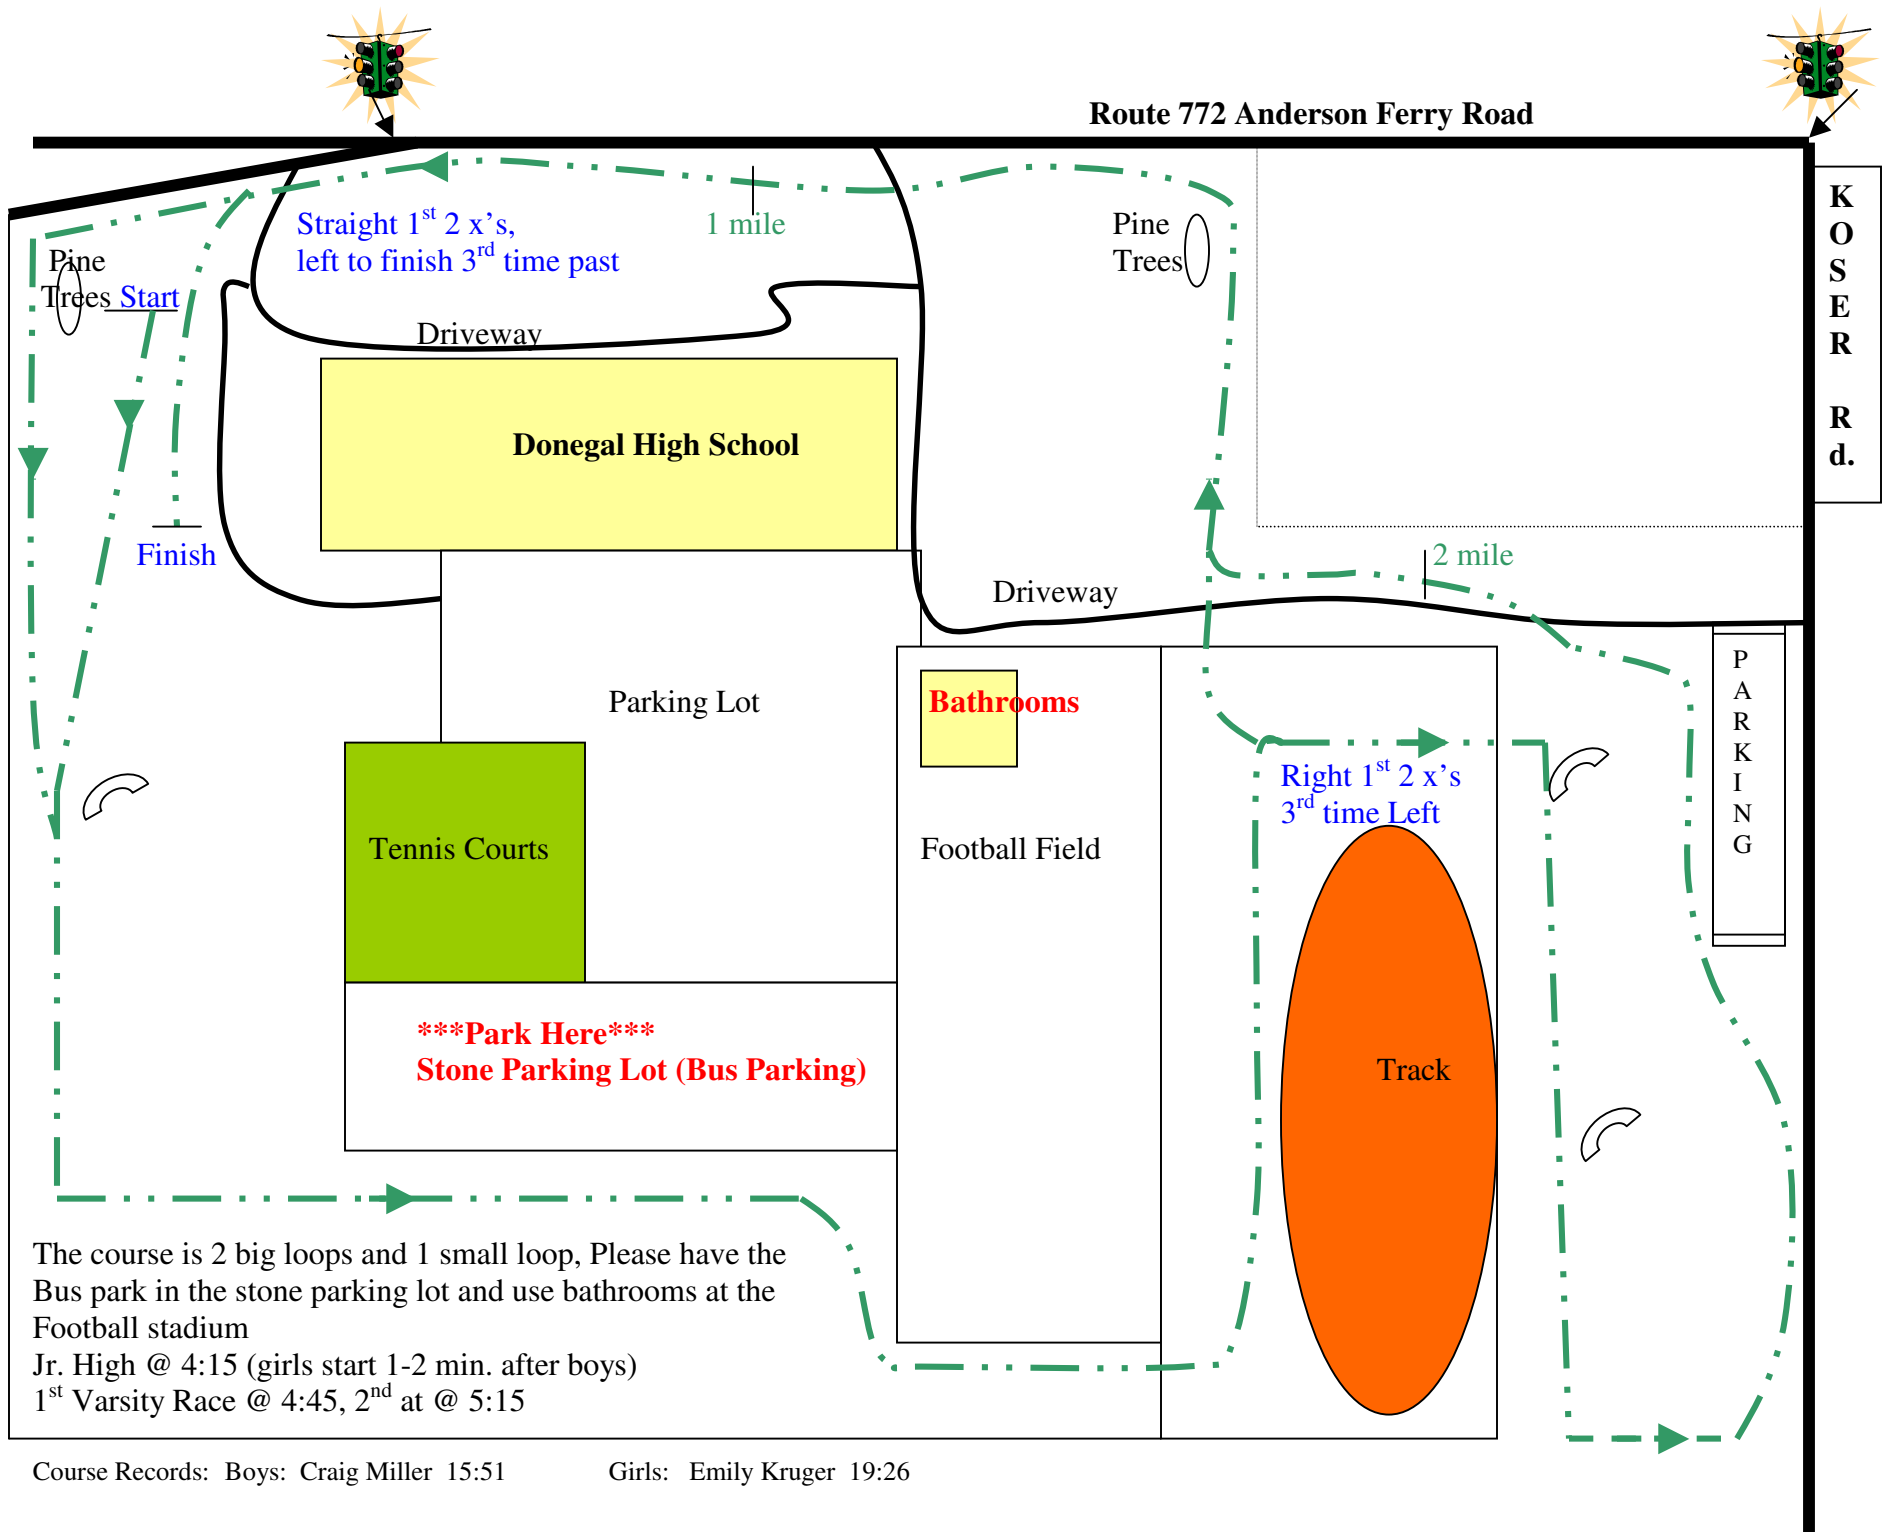 Route 772 Anderson Ferry Road
K
O
S
E
R
R
d.
Straight 1st 2 x's,
left to finish 3rd time past
1 mile
Pine
Trees
Pine
Trees
Start
Driveway
Donegal High School
Finish
2 mile
Driveway
P
A
R
K
I
N
G
Parking Lot
Bathrooms
Right 1st 2 x's
3rd time Left
Tennis Courts
Football Field
***Park Here***
Stone Parking Lot (Bus Parking)
Track
The course is 2 big loops and 1 small loop, Please have the
Bus park in the stone parking lot and use bathrooms at the
Football stadium
Jr. High @ 4:15 (girls start 1-2 min. after boys)
1st Varsity Race @ 4:45, 2nd at @ 5:15
Course Records: Boys: Craig Miller 15:51 Girls: Emily Kruger 19:26